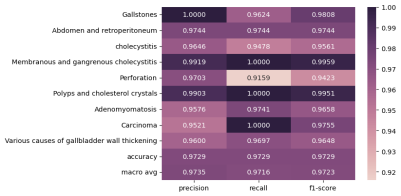 Gallstones 1.0000 0.9624 0.9808
Abdomen and retroperitoneum 0.9744 0.9744 0.9744
cholecystitis 0.9646 0.9478 0.9561
Membranous and gangrenous cholecystitis 0.9919 1.0000 0.9959
Perforation 0.9703 0.9159 0.9423
Polyps and cholesterol crystals 0.9903 1.0000 0.9951
Adenomyomatosis 0.9576 0.9741 0.9658
Carcinoma 0.9521 1.0000 0.9755
Various causes of gallbladder wall thickening 0.9600 0.9697 0.9648
accuracy 0.9729 0.9729 0.9729
macro avg 0.9735 0.9716 0.9723
precision recall f1-score
1.00
0.99
0.98
0.97
0.96
0.95
0.94
0.93
0.92